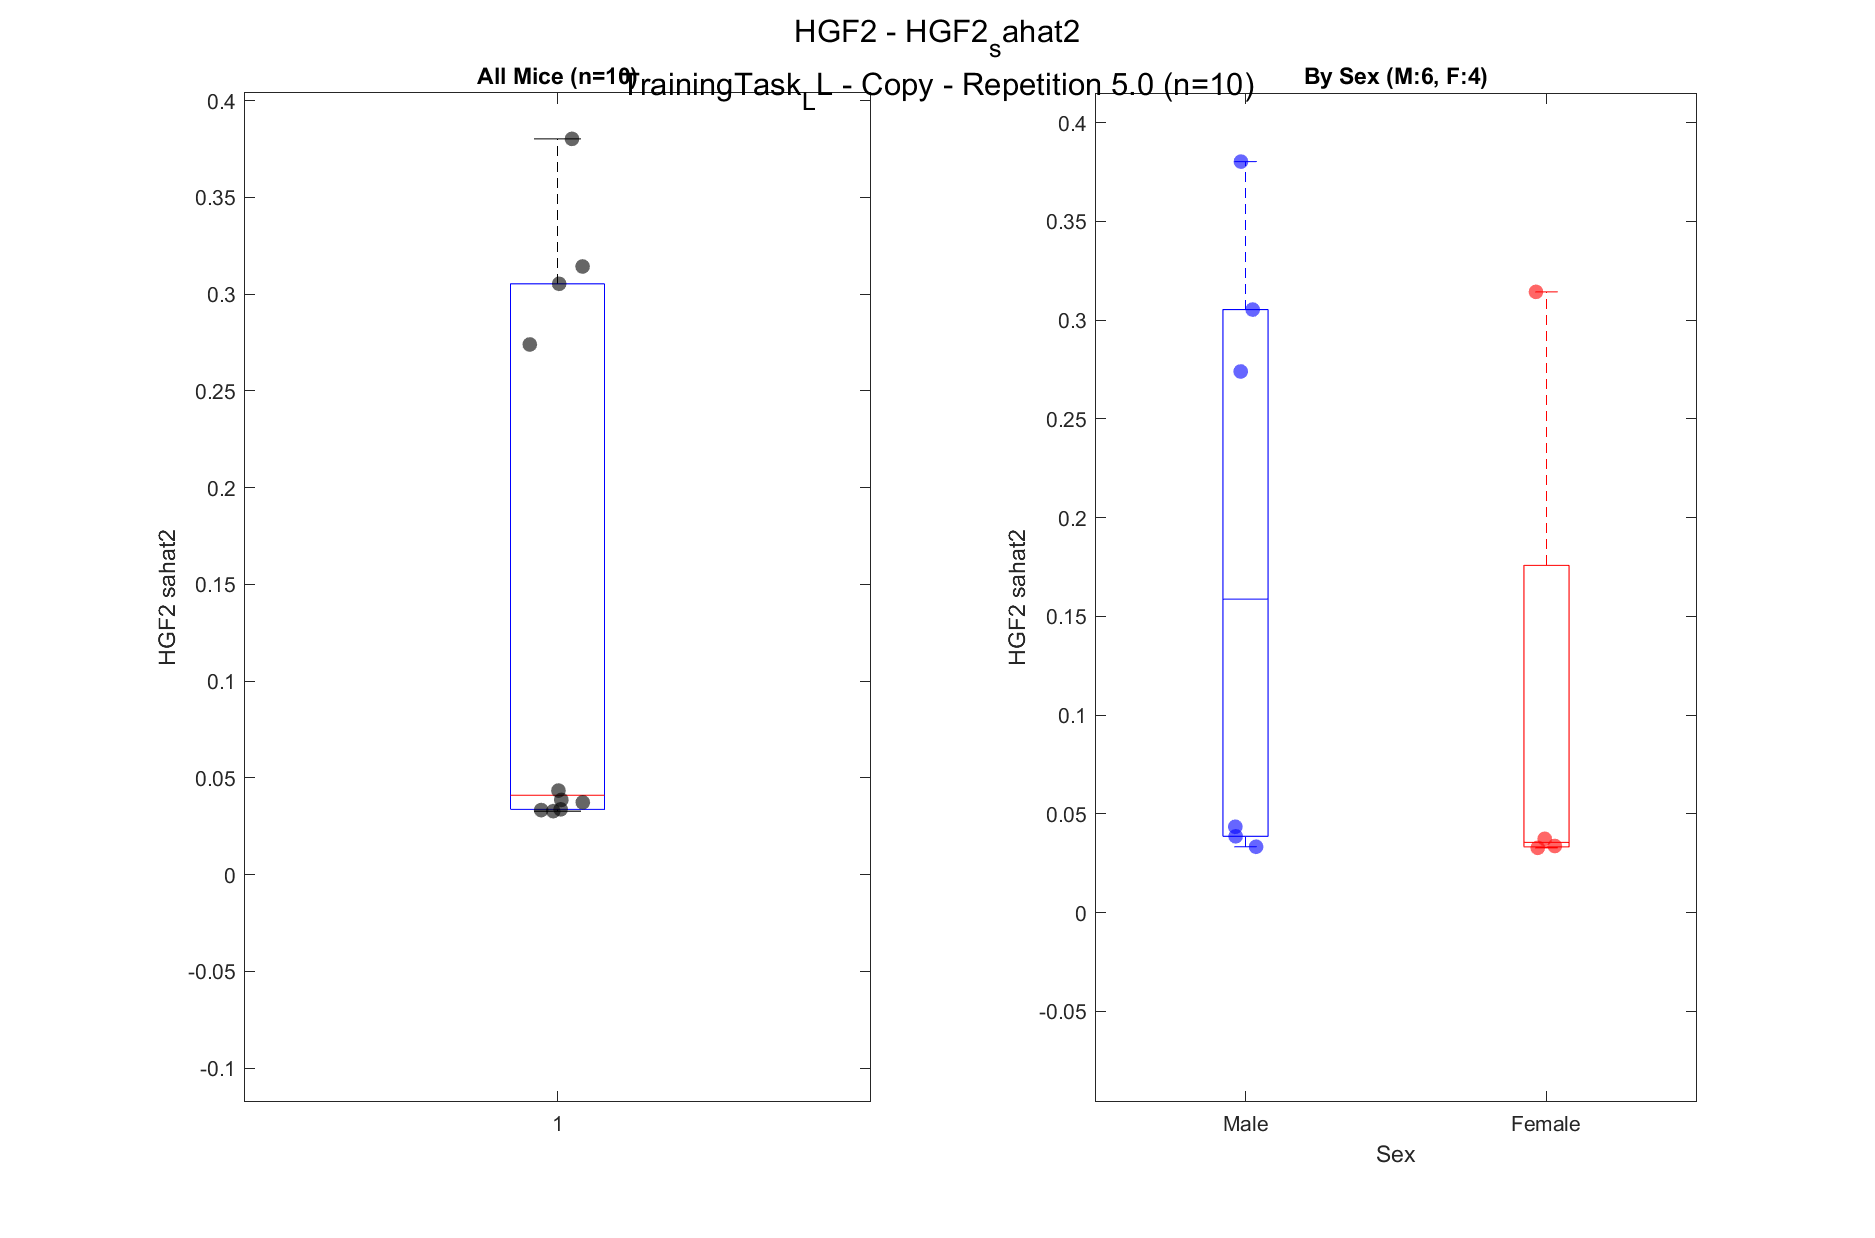 HGF2 - HGF2sahat2
TrainingTaskLL - Copy - Repetition 5.0 (n=10)
All Mice (n=10)
0.4
0.35
0.3
0.25
0.2
0.15
0.1
0.05
0
-0.05
-0.1
HGF2 sahat2
1
By Sex (M:6, F:4)
0.4
0.35
0.3
0.25
0.2
0.15
0.1
0.05
0
-0.05
HGF2 sahat2
Male
Female
Sex